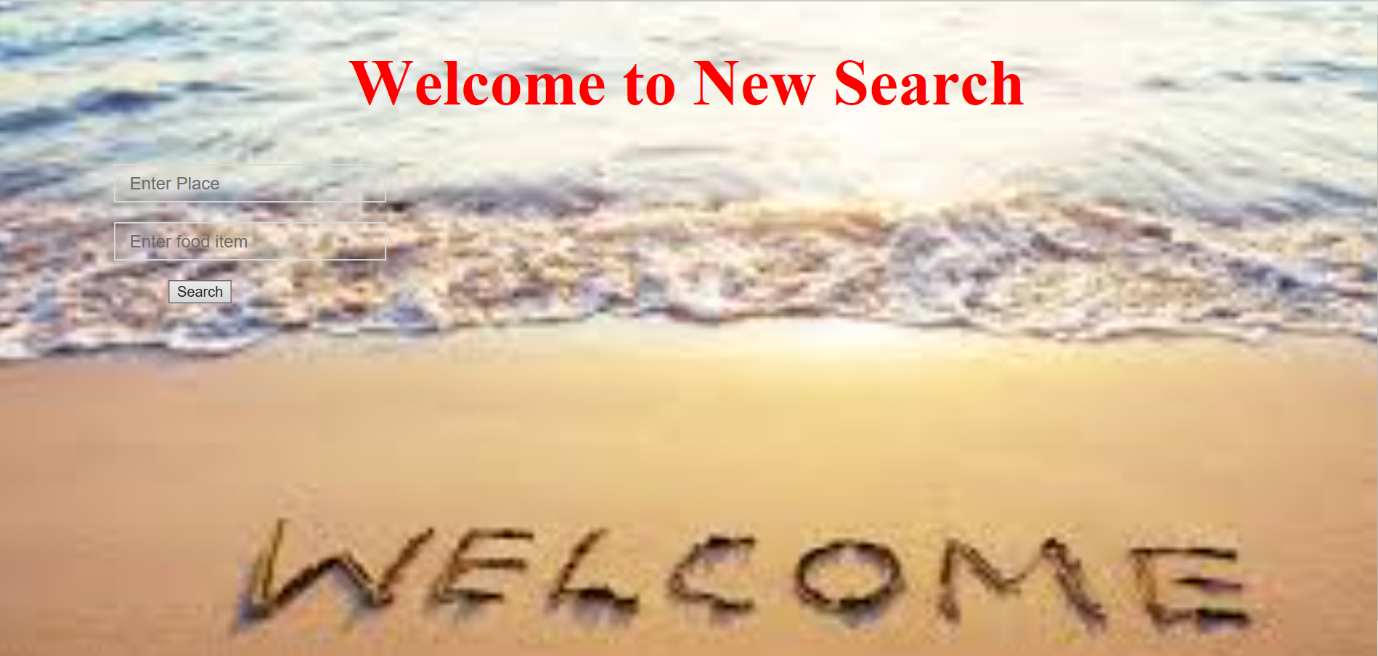 Welcome to New Search
Enter Place
Enter food item
Search
WELCOME